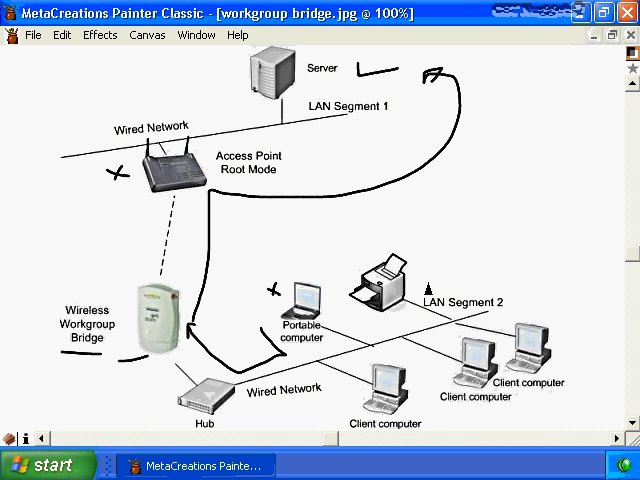 MetaCreations Painter Classic - [workgroup bridge.jpg @ 100%]
File Edit Effects Canvas Window Help
Server
LAN Segment 1
Wired Network
Access Point
Root Mode
LAN Segment 2
Wireless
Workgroup
Bridge
Portable
computer
Wired Network
Client computer
Client computer
Client computer
Hub
start
MetaCreations Painte...